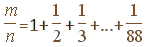 m/n = 1 + 1/2 + 1/3 + ... + 1/88